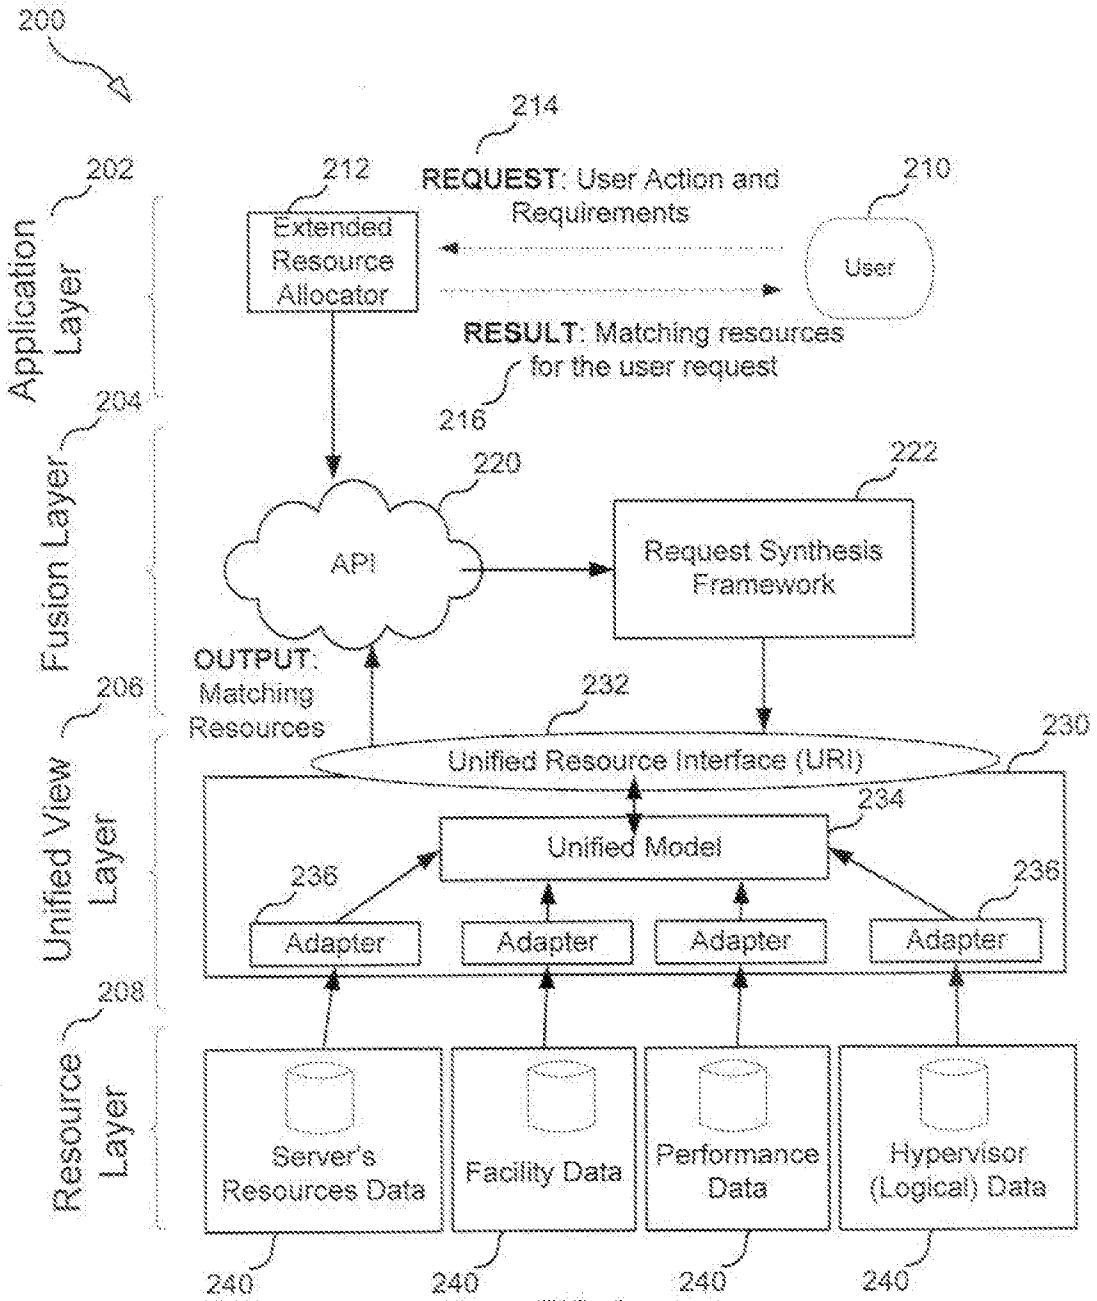 200
214
202
212
REQUEST: User Action and
Requirements
210
Application
Layer
Extended
Resource
Allocator
User
RESULT: Matching resources
for the user request
216
204
Fusion Layer
220
222
API
Request Synthesis
Framework
OUTPUT:
Matching
Resources
206
232
230
Unified View
Layer
Unified Resource Interface (URI)
234
Unified Model
236
236
Adapter
Adapter
Adapter
Adapter
208
Resource
Layer
Server's
Resources Data
Facility Data
Performance
Data
Hypervisor
(Logical) Data
240
240
240
240